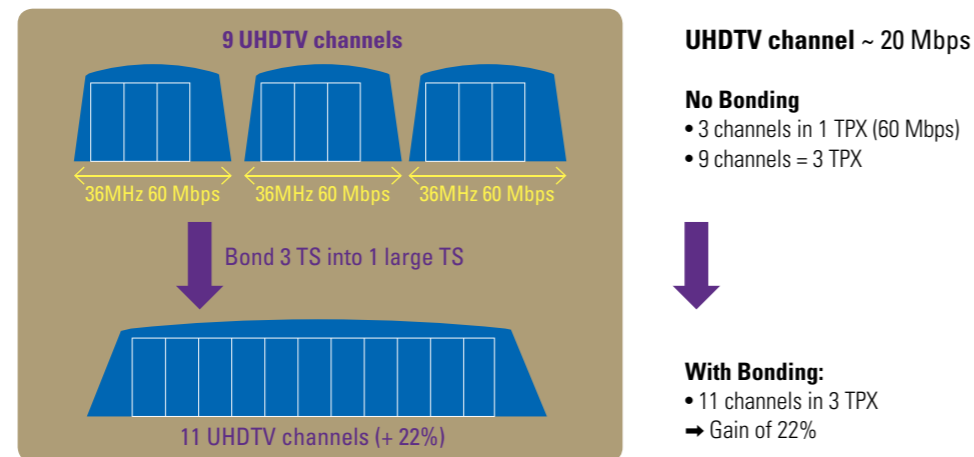 9 UHDTV channels
36MHz 60 Mbps
36MHz 60 Mbps
36MHz 60 Mbps
Bond 3 TS into 1 large TS
11 UHDTV channels (+ 22%)
UHDTV channel ~ 20 Mbps
No Bonding
• 3 channels in 1 TPX (60 Mbps)
• 9 channels = 3 TPX
With Bonding:
• 11 channels in 3 TPX
➡ Gain of 22%